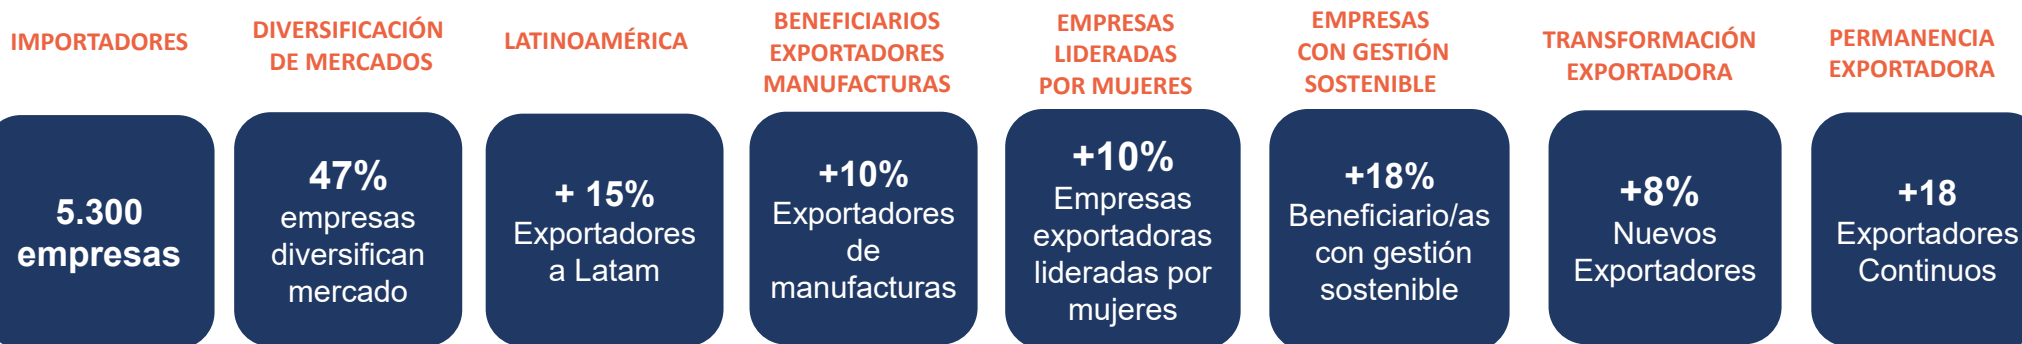 IMPORTADORES
5.300
empresas
DIVERSIFICACIÓN
DE MERCADOS
47%
empresas
diversifican
mercado
LATINOAMÉRICA
+ 15%
Exportadores
a Latam
BENEFICIARIOS
EXPORTADORES
MANUFACTURAS
+10%
Exportadores
de
manufacturas
EMPRESAS
LIDERADAS
POR MUJERES
+10%
Empresas
exportadoras
lideradas por
mujeres
EMPRESAS
CON GESTIÓN
SOSTENIBLE
+18%
Beneficiario/as
con gestión
sostenible
TRANSFORMACIÓN
EXPORTADORA
+8%
Nuevos
Exportadores
PERMANENCIA
EXPORTADORA
+18
Exportadores
Continuos